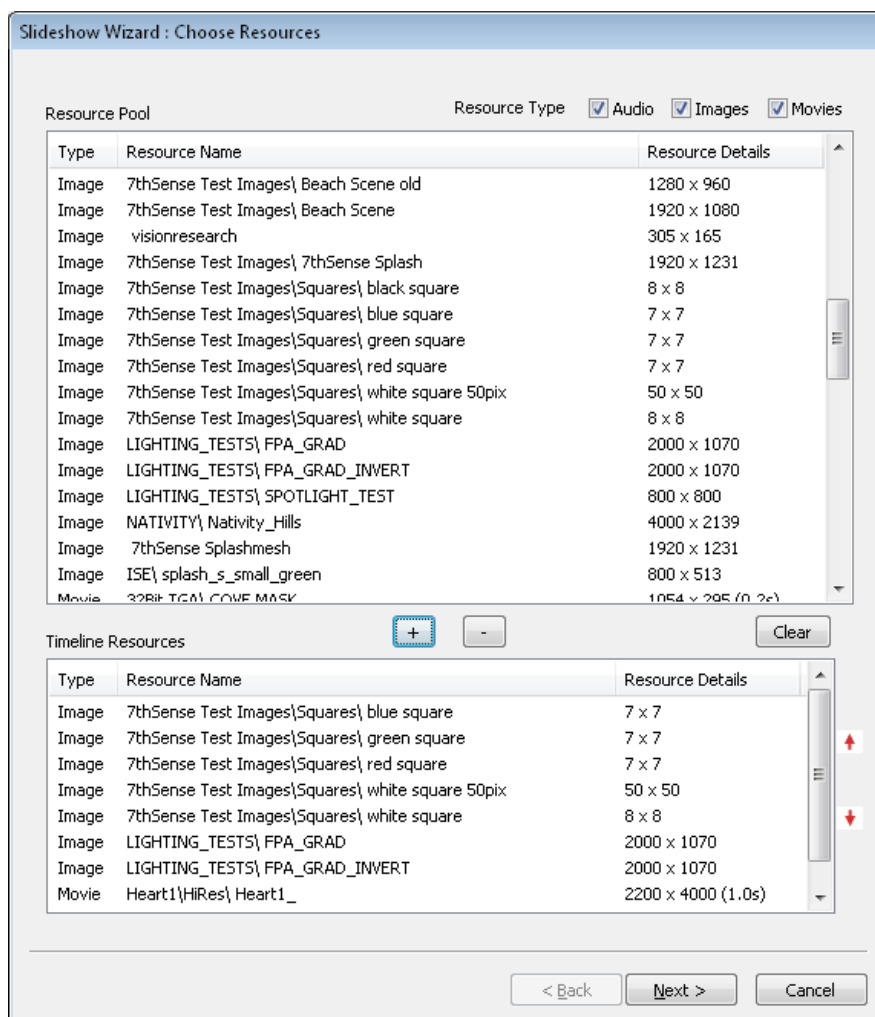 Slideshow Wizard : Choose Resources
Resource Pool Resource Type Audio Images Movies
Type Resource Name Resource Details
Image 7thSense Test Images\ Beach Scene old 1280 x 960
Image 7thSense Test Images\ Beach Scene 1920 x 1080
Image visionresearch 305 x 165
Image 7thSense Test Images\ 7thSense Splash 1920 x 1231
Image 7thSense Test Images\Squares\ black square 8 x 8
Image 7thSense Test Images\Squares\ blue square 7 x 7
Image 7thSense Test Images\Squares\ green square 7 x 7
Image 7thSense Test Images\Squares\ red square 7 x 7
Image 7thSense Test Images\Squares\ white square 50pix 50 x 50
Image 7thSense Test Images\Squares\ white square 8 x 8
Image LIGHTING_TESTS\ FPA_GRAD 2000 x 1070
Image LIGHTING_TESTS\ FPA_GRAD_INVERT 2000 x 1070
Image LIGHTING_TESTS\ SPOTLIGHT_TEST 800 x 800
Image NATIVITY\ Nativity_Hills 4000 x 2139
Image 7thSense Splashmesh 1920 x 1231
Image ISE\ splash_s_small_green 800 x 513
Movie 32Bit TGA\ COVE MASK 1054 x 295 (0.2s)
+ - Clear
Timeline Resources
Type Resource Name Resource Details
Image 7thSense Test Images\Squares\ blue square 7 x 7
Image 7thSense Test Images\Squares\ green square 7 x 7
Image 7thSense Test Images\Squares\ red square 7 x 7
Image 7thSense Test Images\Squares\ white square 50pix 50 x 50
Image 7thSense Test Images\Squares\ white square 8 x 8
Image LIGHTING_TESTS\ FPA_GRAD 2000 x 1070
Image LIGHTING_TESTS\ FPA_GRAD_INVERT 2000 x 1070
Movie Heart1\HiRes\ Heart1_ 2200 x 4000 (1.0s)
< Back Next > Cancel